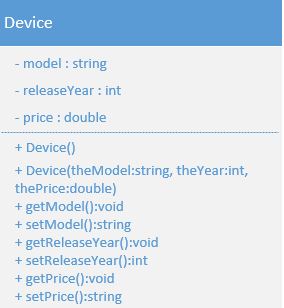 Device
- model : string
- releaseYear : int
- price : double
+ Device()
+ Device(theModel:string, theYear:int,
thePrice:double)
+ getModel():void
+ setModel():string
+ getReleaseYear():void
+ setReleaseYear():int
+ getPrice():void
+ setPrice():string